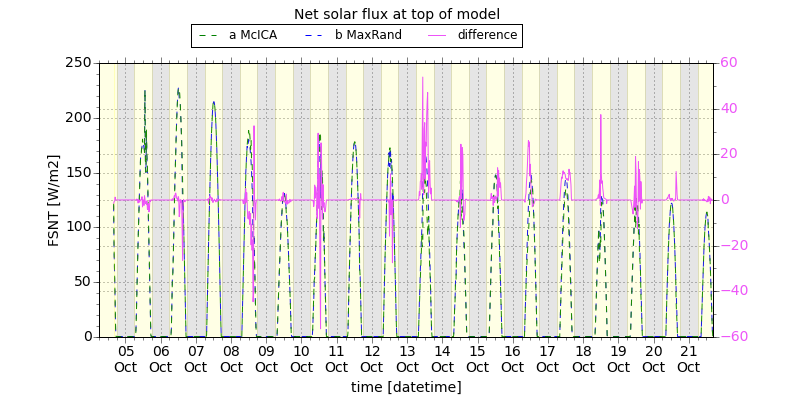 Net solar flux at top of model
a McICA b MaxRand difference
250 60
200 40
150 20
100 0
50 −20
0 −40
−60
FSNT [W/m2]
05 06 07 08 09 10 11 12 13 14 15 16 17 18 19 20 21
Oct Oct Oct Oct Oct Oct Oct Oct Oct Oct Oct Oct Oct Oct Oct Oct Oct
time [datetime]